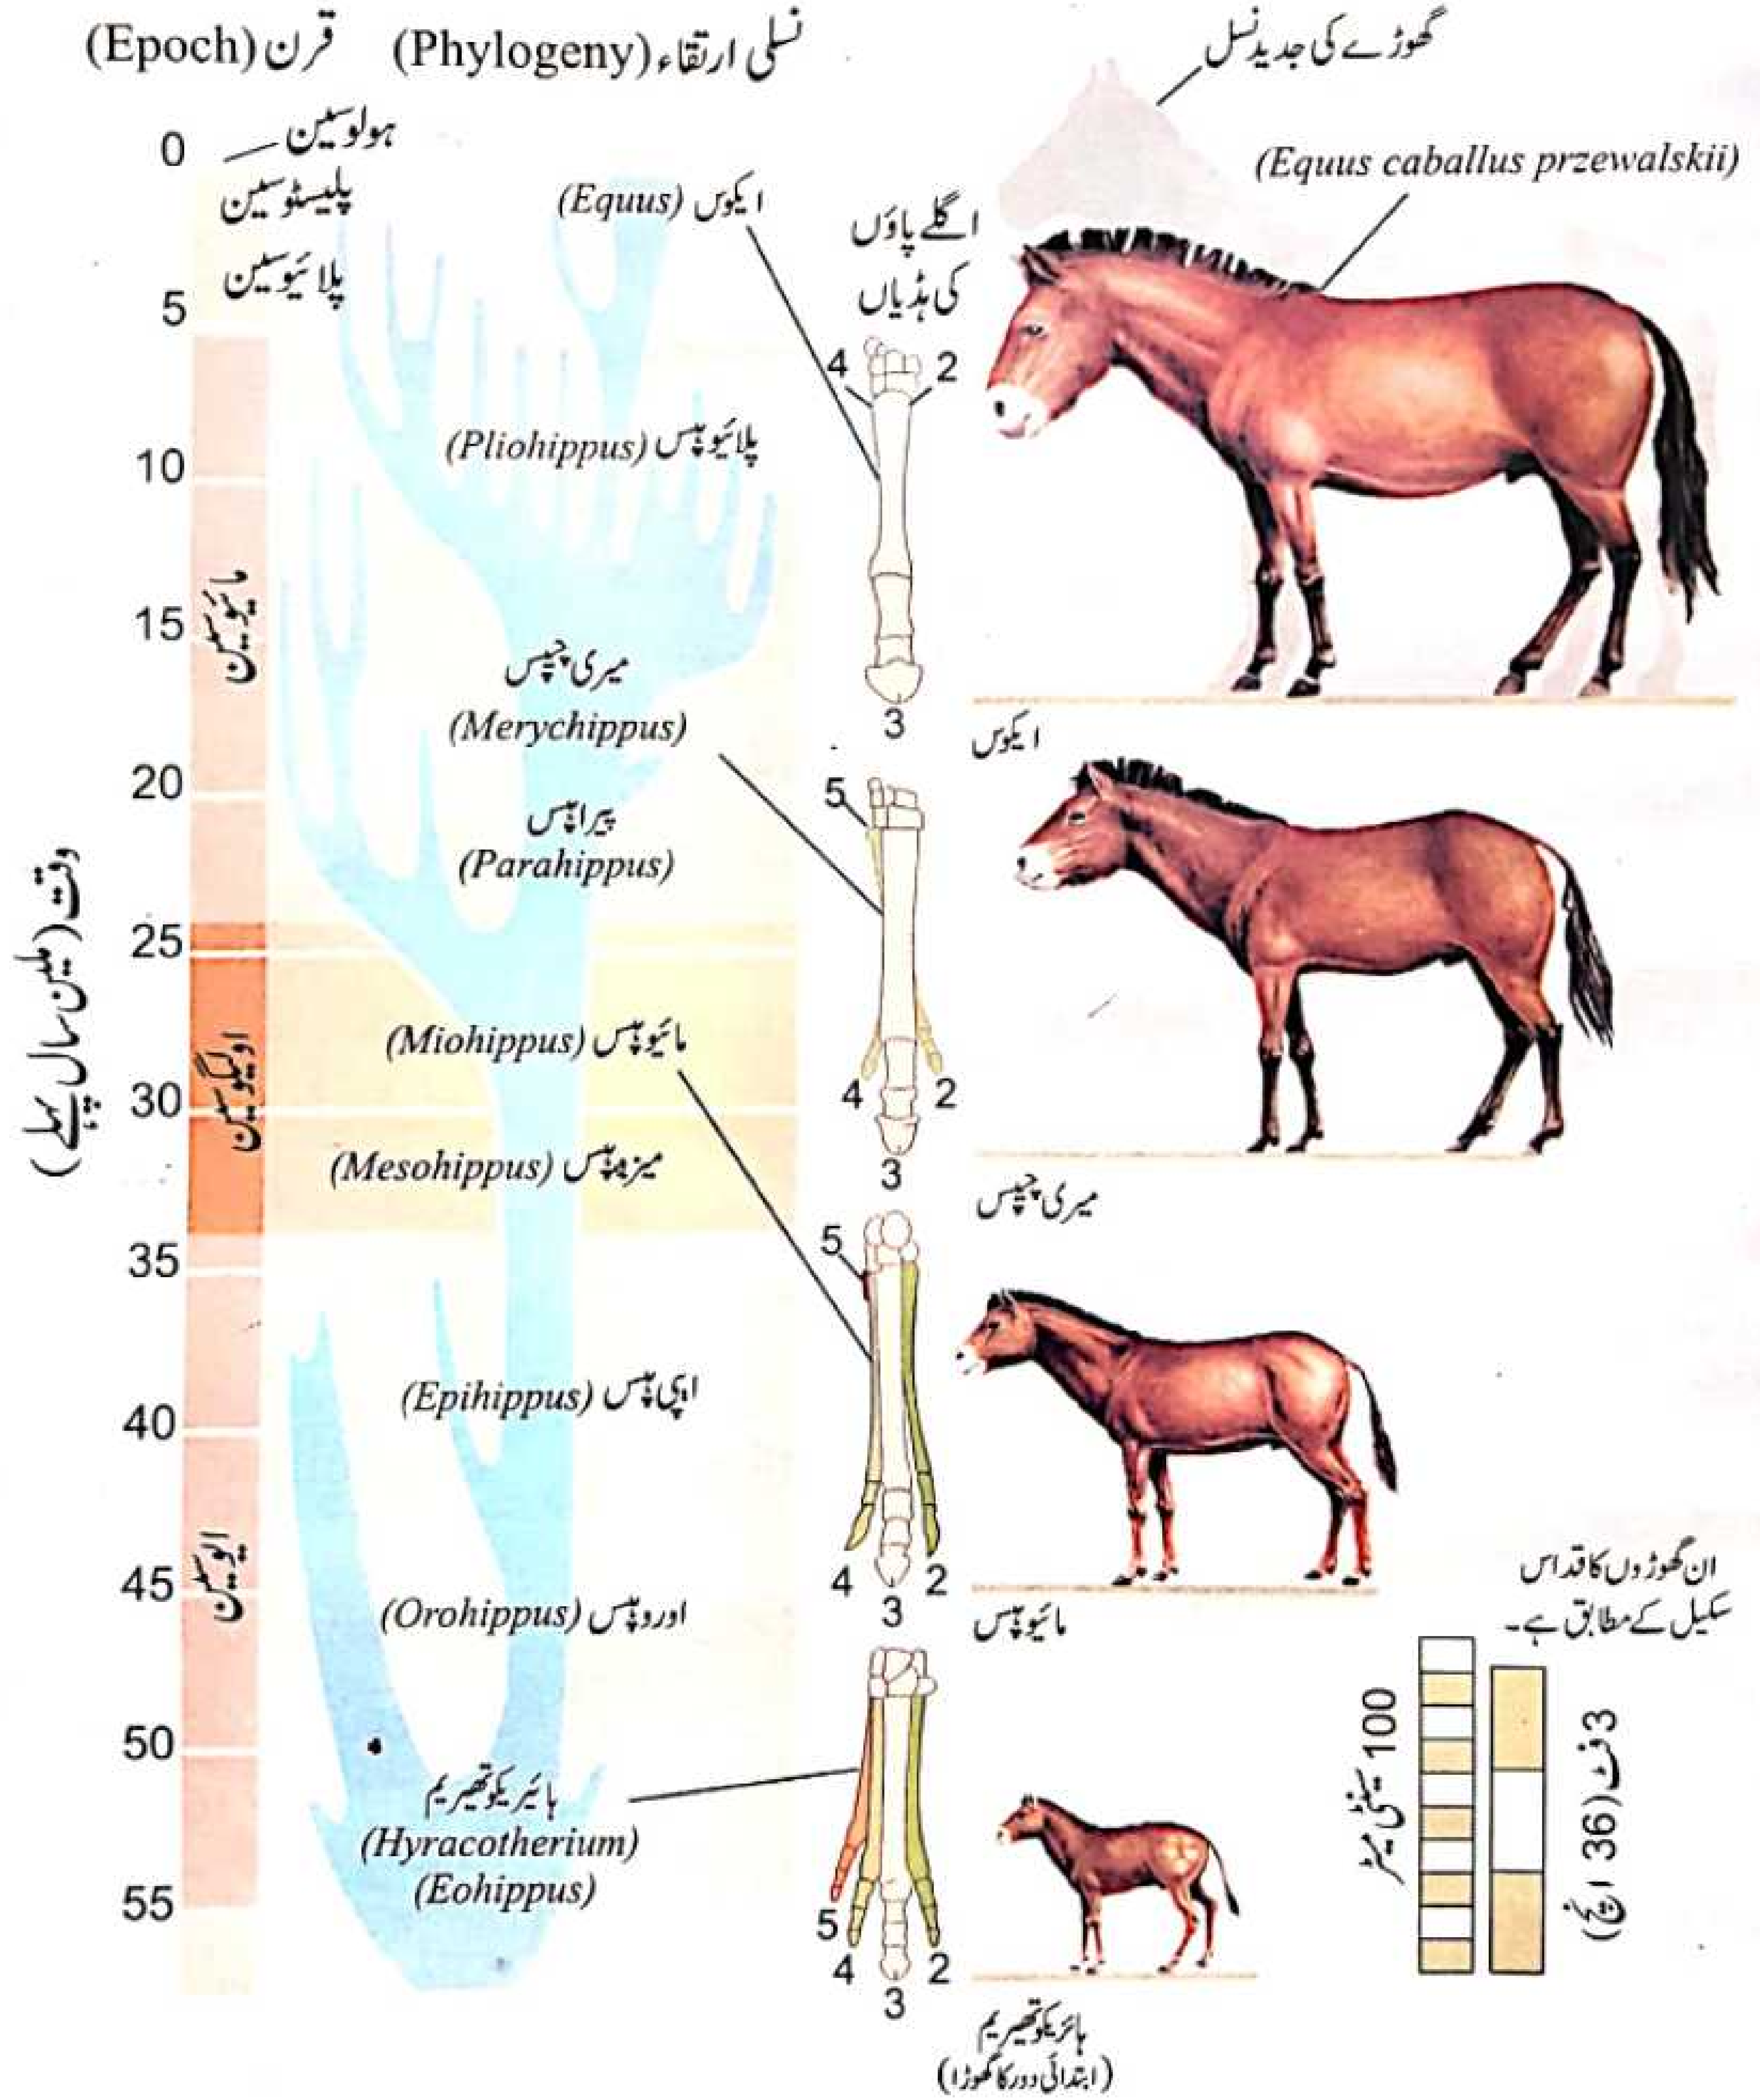 قرن (Epoch)
نسلی ارتقاء (Phylogeny)
گھوڑے کی جدید نسل
(Equus caballus przewalskii)
0
ہولوسین
پلیسٹوسین
پلائیوسین
5
10
15
20
25
30
35
40
45
50
55
مائیوسین
اولیگوسین
ایوسین
وقت (ملین سال پہلے)
ایکوس (Equus)
پلائیوہپس (Pliohippus)
میری چپس
(Merychippus)
پیراہپس
(Parahippus)
مائیوہپس (Miohippus)
میزوہپس (Mesohippus)
اپی ہپس (Epihippus)
اوروہپس (Orohippus)
ہائیریکوتھیریم
(Hyracotherium)
(Eohippus)
اگلے پاؤں
کی ہڈیاں
4 2
3
ایکوس
5
4 2
3
میری چپس
5
4 2
3
مائیوہپس
5
4 2
3
ہائریکوتھیریم
(ابتدائی دور کا گھوڑا)
ان گھوڑوں کا قد اس
سکیل کے مطابق ہے۔
100 سینٹی میٹر
3 فٹ (36 انچ)